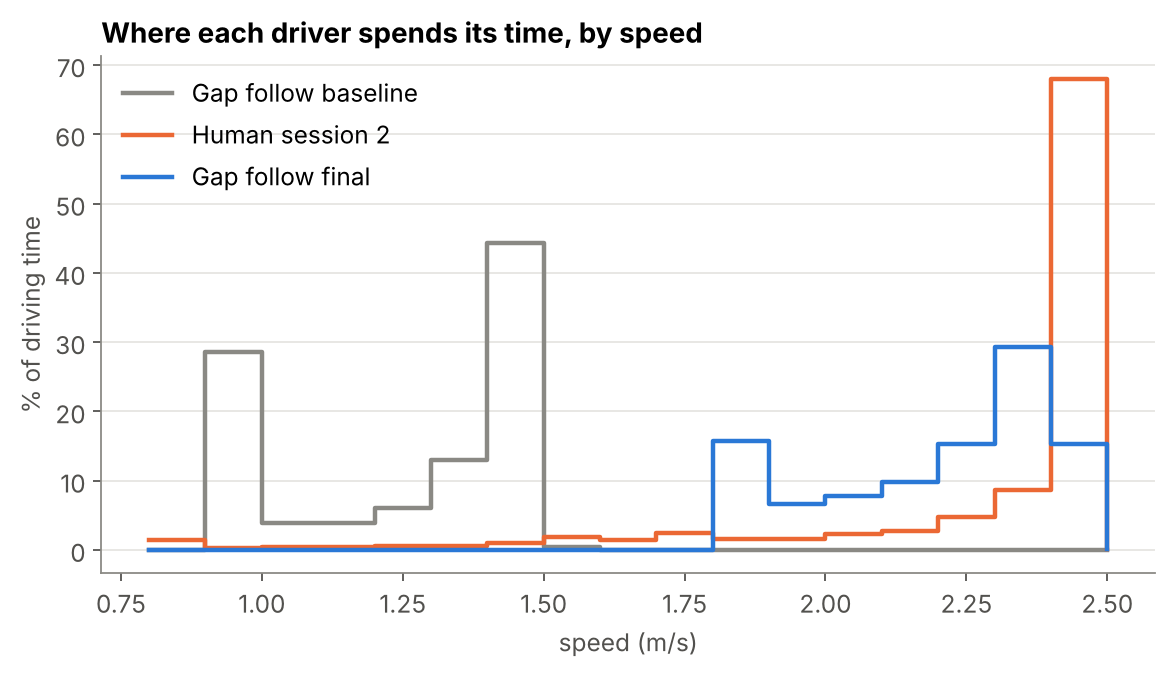 Where each driver spends its time, by speed
70
60
50
40
30
20
10
0
% of driving time
Gap follow baseline
Human session 2
Gap follow final
0.75 1.00 1.25 1.50 1.75 2.00 2.25 2.50
speed (m/s)